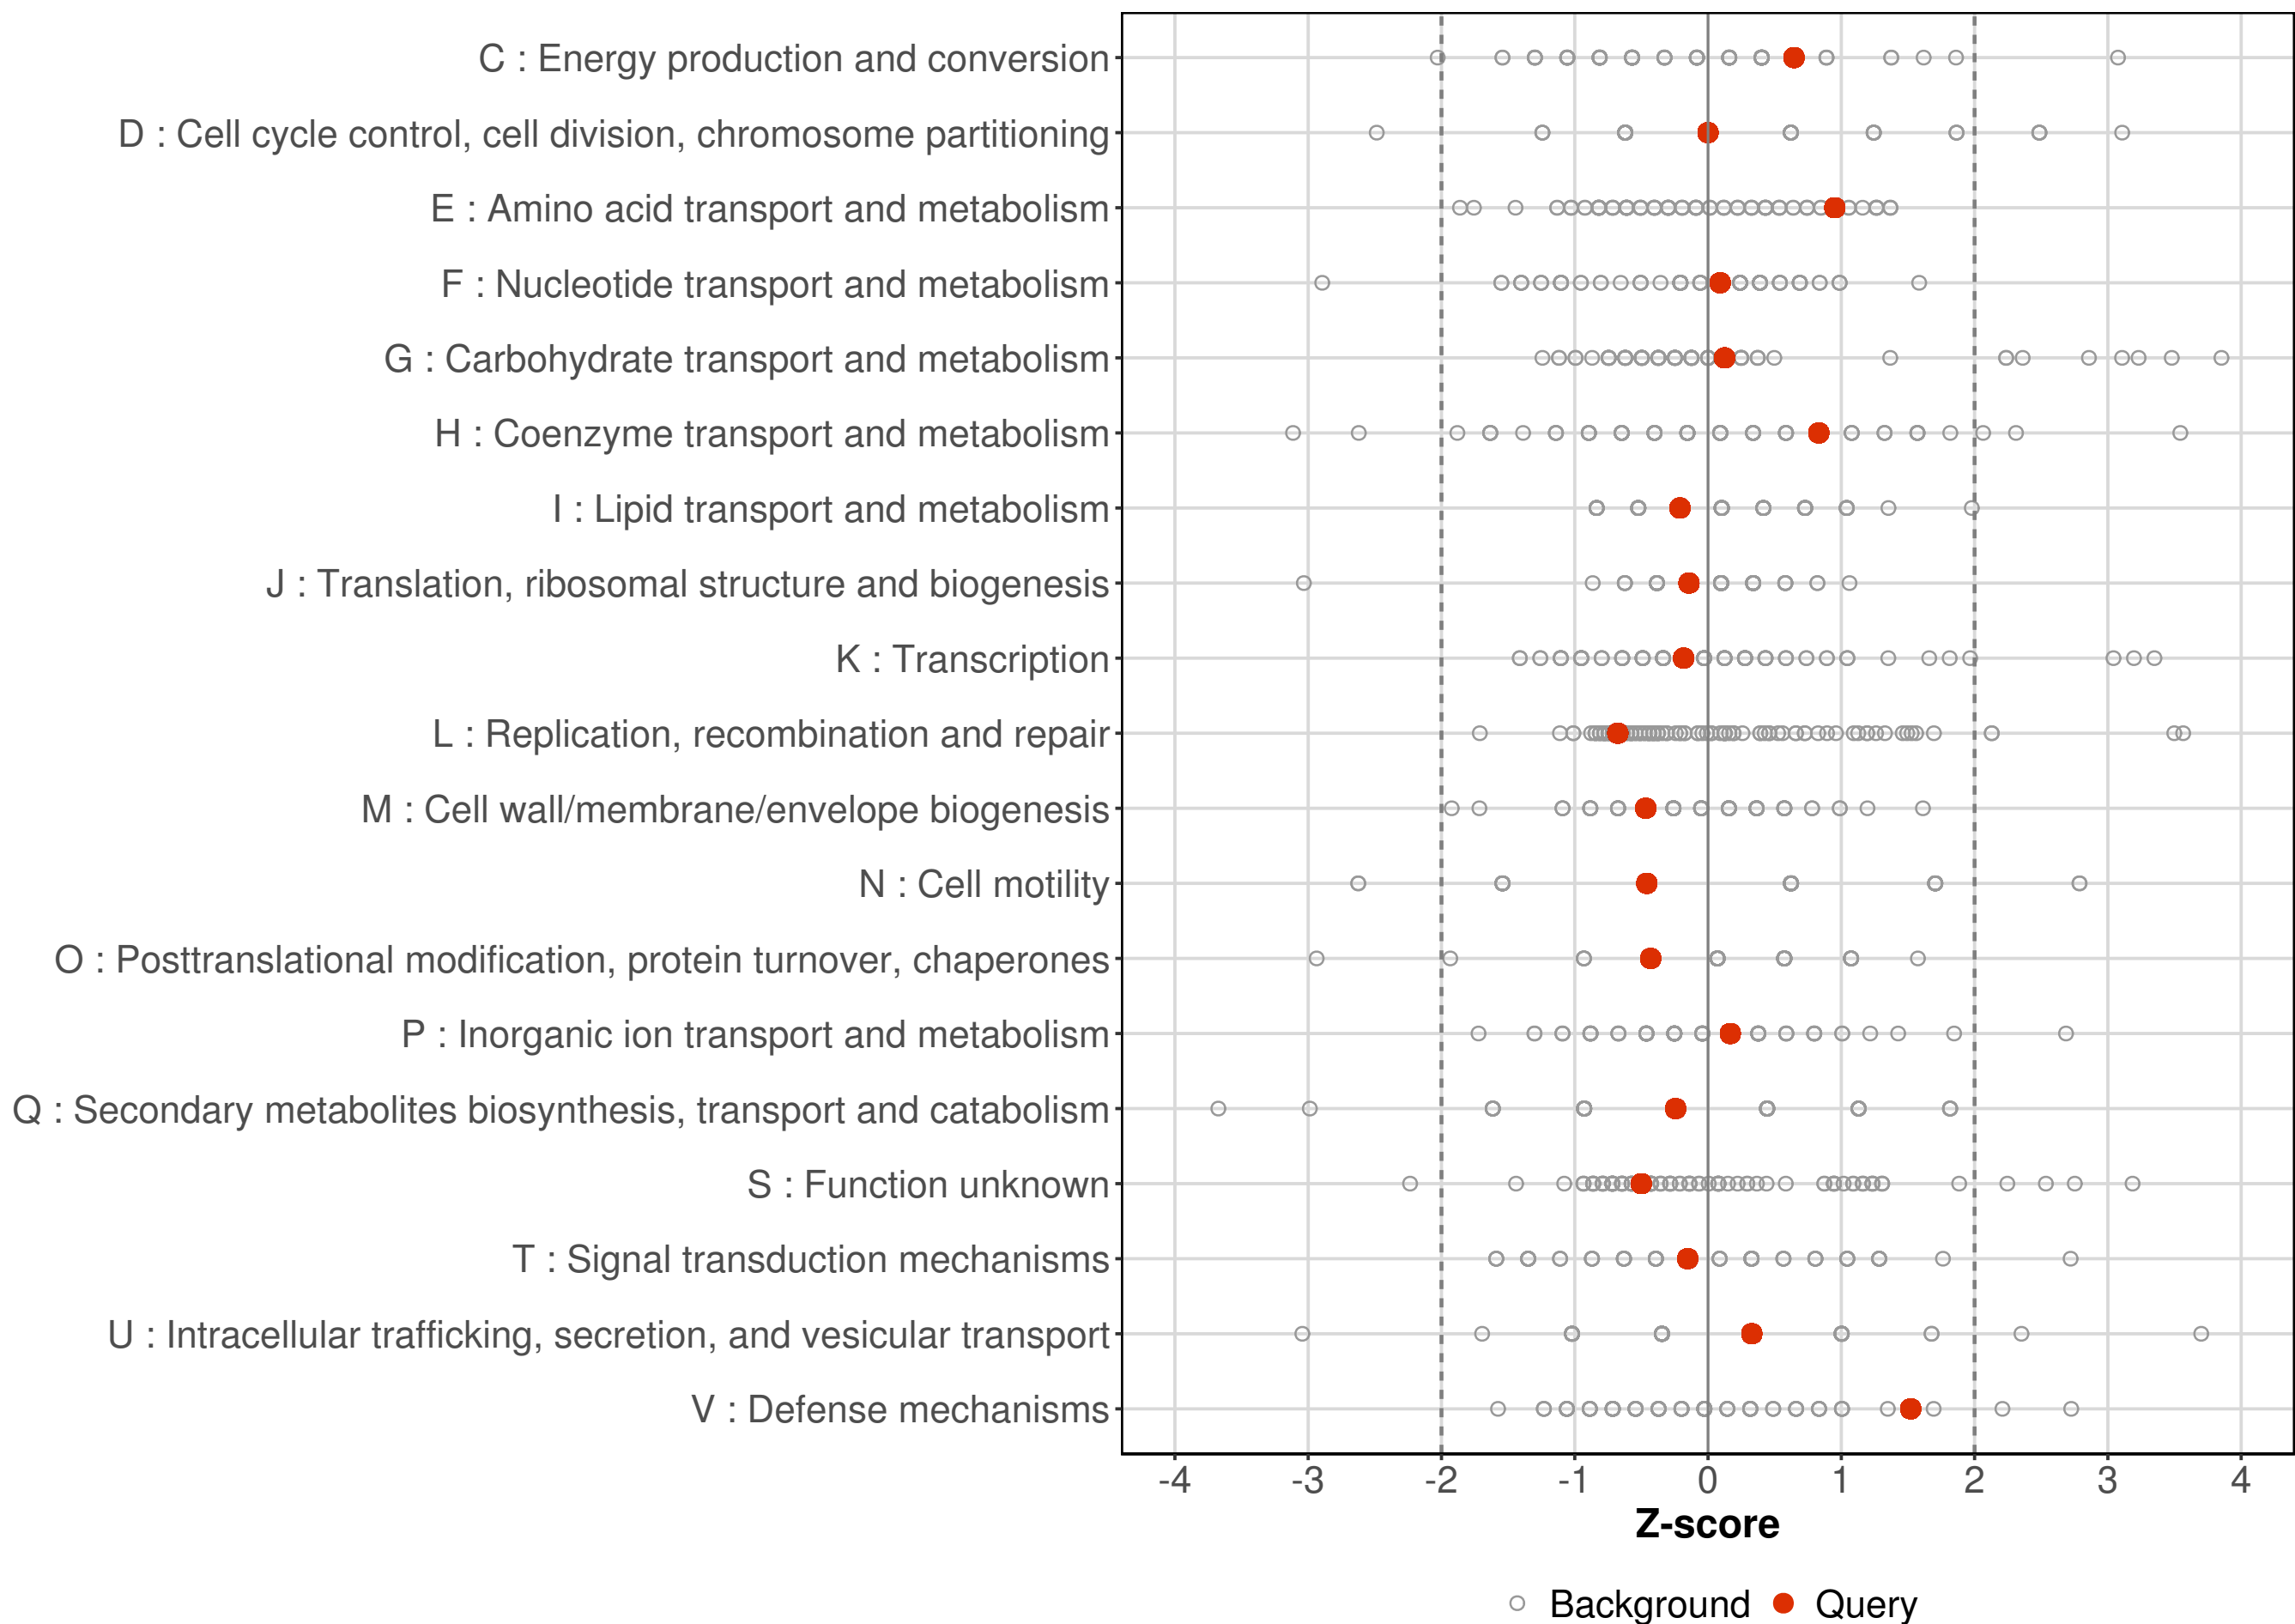 C : Energy production and conversion
D : Cell cycle control, cell division, chromosome partitioning
E : Amino acid transport and metabolism
F : Nucleotide transport and metabolism
G : Carbohydrate transport and metabolism
H : Coenzyme transport and metabolism
I : Lipid transport and metabolism
J : Translation, ribosomal structure and biogenesis
K : Transcription
L : Replication, recombination and repair
M : Cell wall/membrane/envelope biogenesis
N : Cell motility
O : Posttranslational modification, protein turnover, chaperones
P : Inorganic ion transport and metabolism
Q : Secondary metabolites biosynthesis, transport and catabolism
S : Function unknown
T : Signal transduction mechanisms
U : Intracellular trafficking, secretion, and vesicular transport
V : Defense mechanisms
-4 -3 -2 -1 0 1 2 3 4
Z-score
Background Query